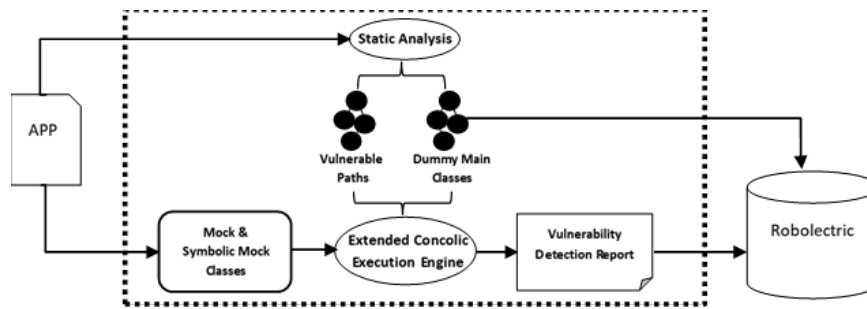 Static Analysis
APP
Vulnerable
Paths
Dummy Main
Classes
Mock &
Symbolic Mock
Classes
Extended Concolic
Execution Engine
Vulnerability
Detection Report
Robolectric